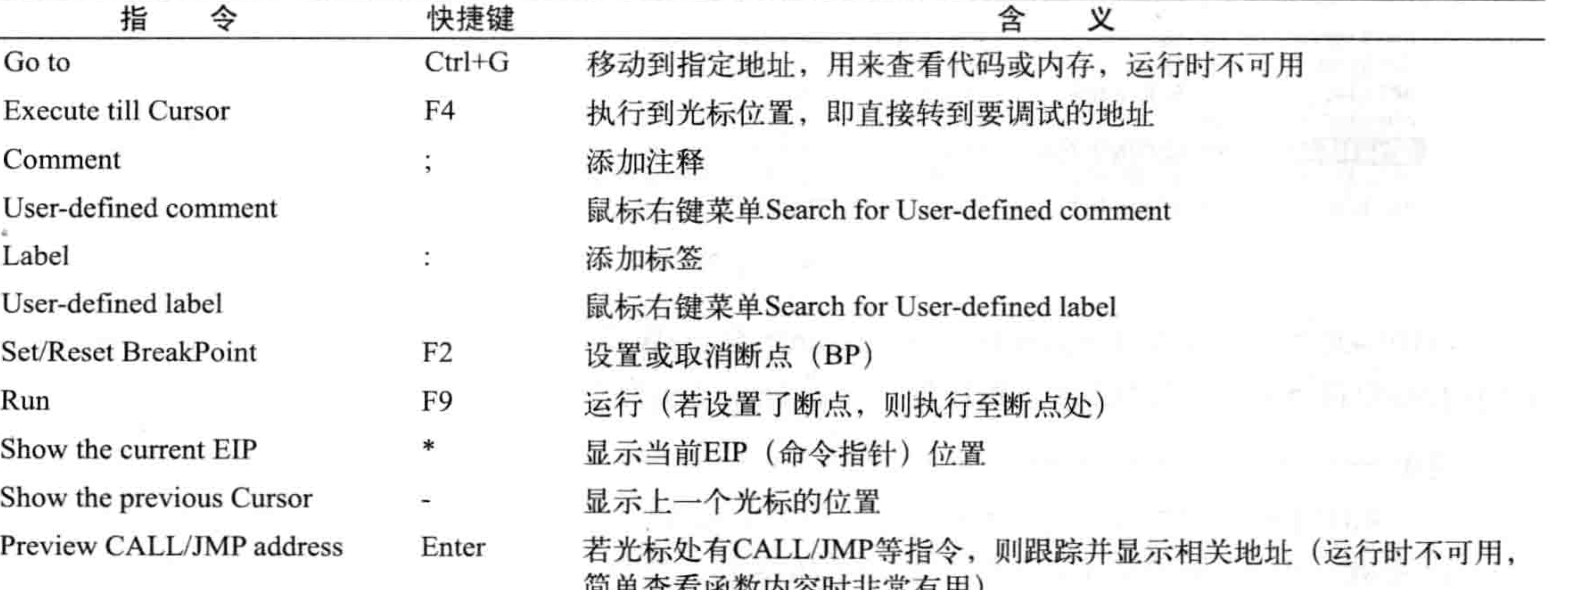 指 令 快捷键 含 义
Go to Ctrl+G 移动到指定地址，用来查看代码或内存，运行时不可用
Execute till Cursor F4 执行到光标位置，即直接转到要调试的地址
Comment ; 添加注释
User-defined comment 鼠标右键菜单Search for User-defined comment
Label : 添加标签
User-defined label 鼠标右键菜单Search for User-defined label
Set/Reset BreakPoint F2 设置或取消断点（BP）
Run F9 运行（若设置了断点，则执行至断点处）
Show the current EIP * 显示当前EIP（命令指针）位置
Show the previous Cursor - 显示上一个光标的位置
Preview CALL/JMP address Enter 若光标处有CALL/JMP等指令，则跟踪并显示相关地址（运行时不可用，
简单查看函数内容时非常有用）